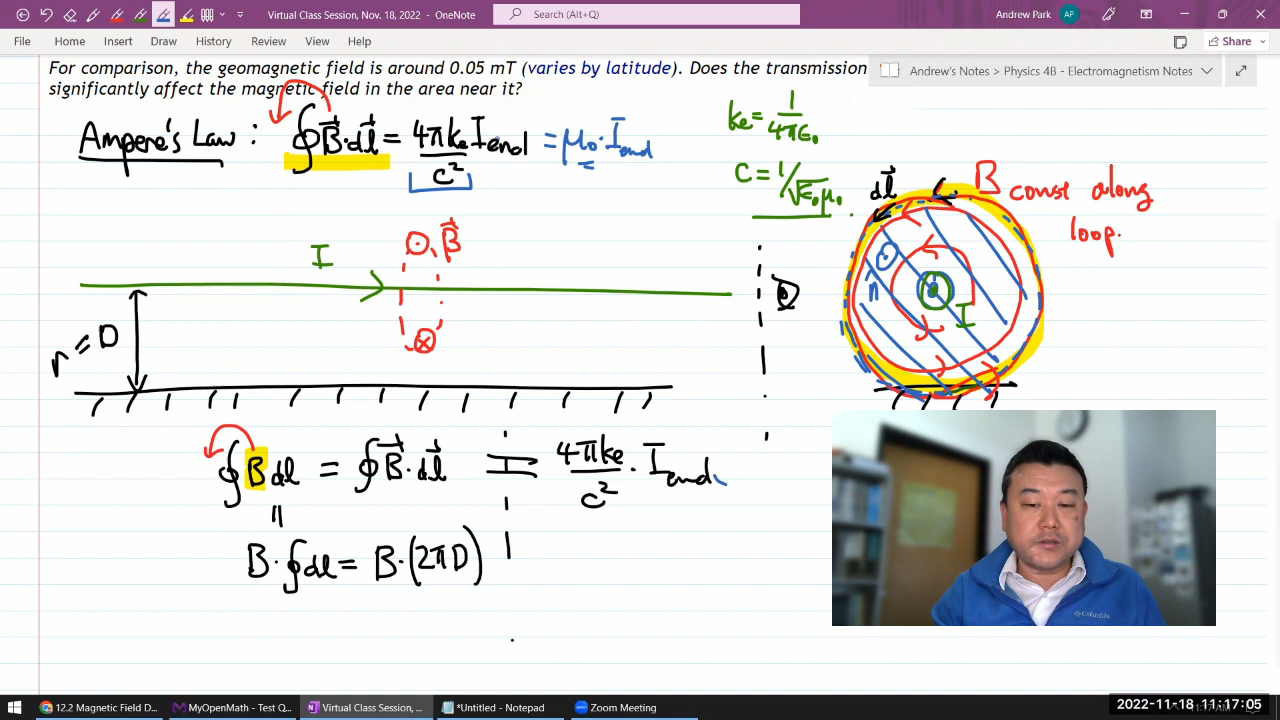 Virtual Class Session, Nov. 18, 2022 - OneNote
Search (Alt+Q)
Andrew Park
AP
File Home Insert Draw History Review View Help
Share
For comparison, the geomagnetic field is around 0.05 mT (varies by latitude). Does the transmission
significantly affect the magnetic field in the area near it?
Andrew's Notes › Physics 4B - Electromagnetism Notes
Ampere's Law : ∮B⃗·dl⃗ = 4πke/c² Iencl = μ₀·Iencl
ke = 1/4πε₀
c = 1/√ε₀μ₀
dl⃗
B const along
loop.
I
⊙, B⃗
⊗
r = D
n̂ ⊙
I
∮B dl = ∮B⃗·dl⃗ = 4πke/c² · Iencl
=
B·∮dl = B·(2πD)
Columbia
12.2 Magnetic Field D...
MyOpenMath - Test Q...
Virtual Class Session,...
*Untitled - Notepad
Zoom Meeting
2022-11-18 11:17:05